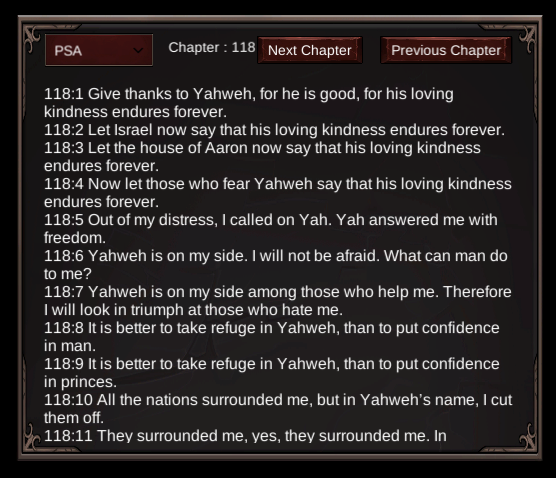 PSA
Chapter : 118
Next Chapter
Previous Chapter
118:1 Give thanks to Yahweh, for he is good, for his loving
kindness endures forever.
118:2 Let Israel now say that his loving kindness endures forever.
118:3 Let the house of Aaron now say that his loving kindness
endures forever.
118:4 Now let those who fear Yahweh say that his loving kindness
endures forever.
118:5 Out of my distress, I called on Yah. Yah answered me with
freedom.
118:6 Yahweh is on my side. I will not be afraid. What can man do
to me?
118:7 Yahweh is on my side among those who help me. Therefore
I will look in triumph at those who hate me.
118:8 It is better to take refuge in Yahweh, than to put confidence
in man.
118:9 It is better to take refuge in Yahweh, than to put confidence
in princes.
118:10 All the nations surrounded me, but in Yahweh’s name, I cut
them off.
118:11 They surrounded me, yes, they surrounded me. In